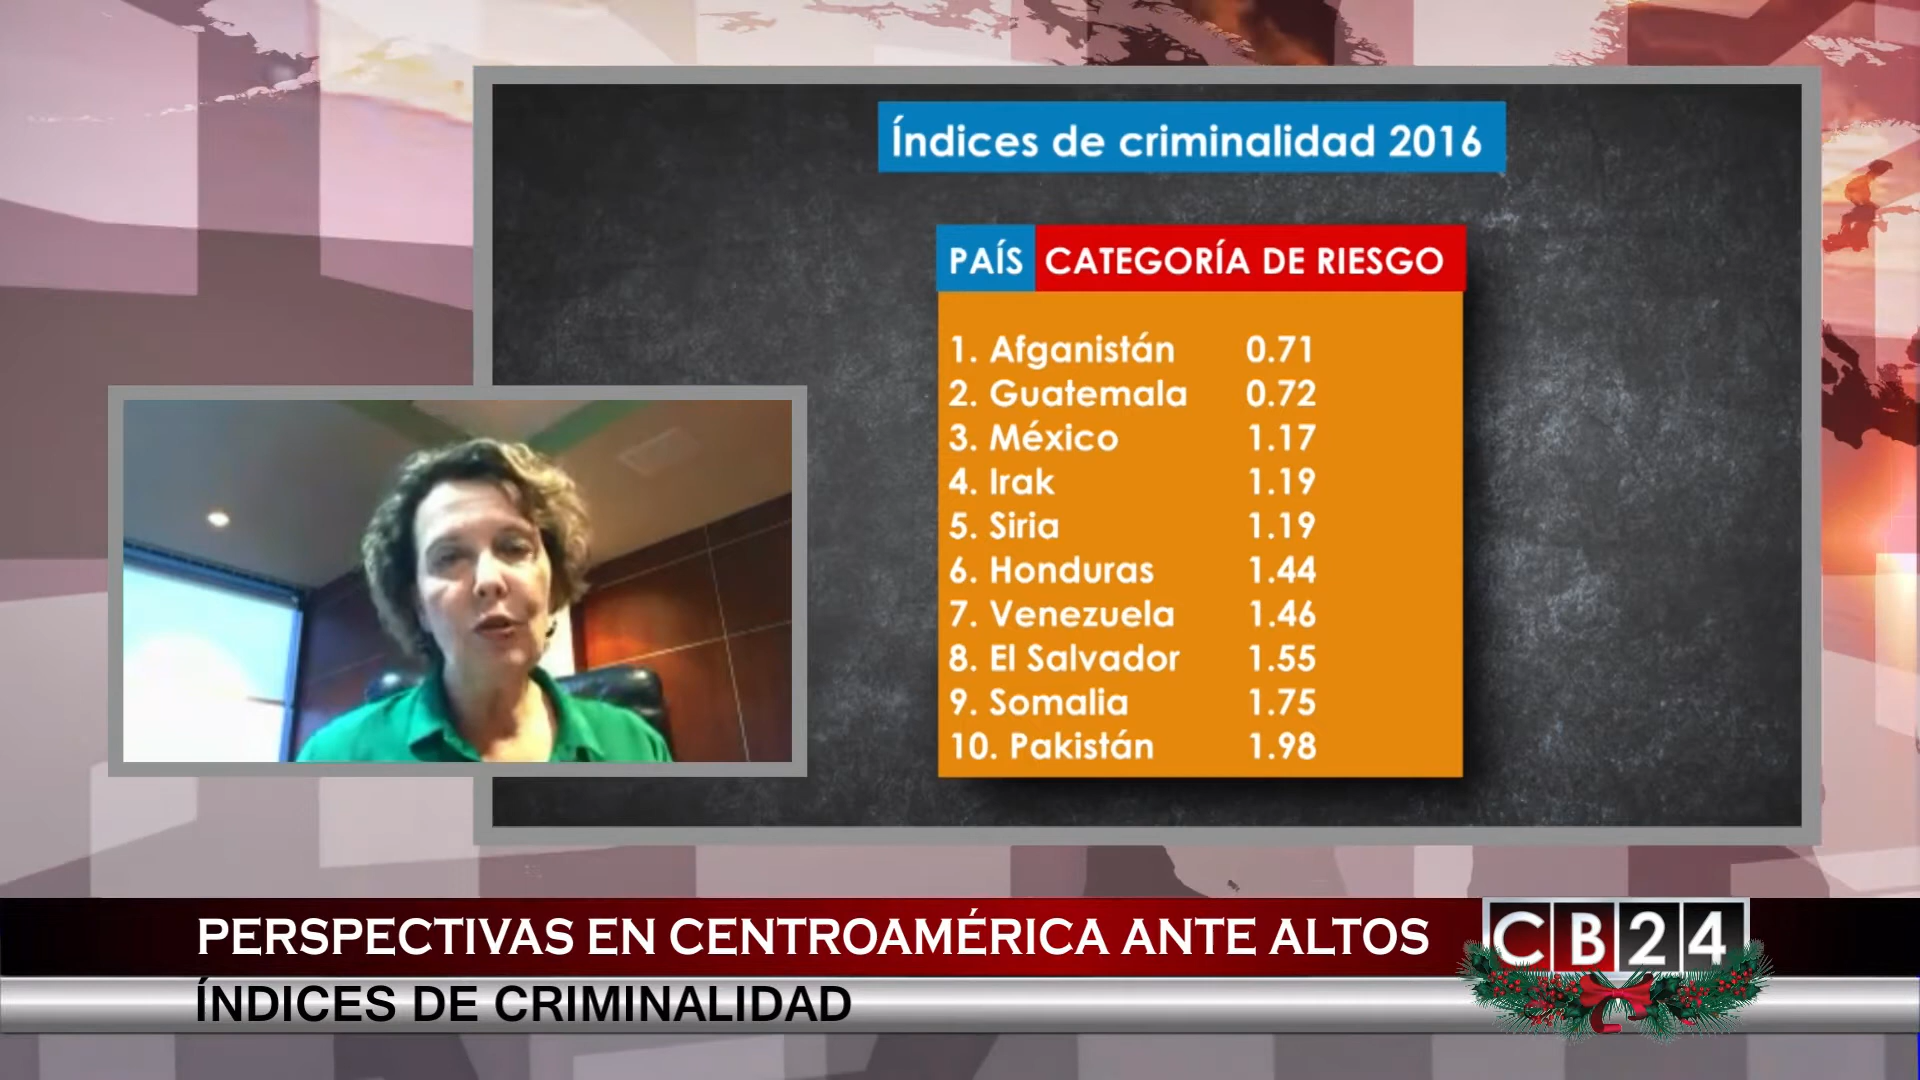 Índices de criminalidad 2016
PAÍS CATEGORÍA DE RIESGO
1. Afganistán 0.71
2. Guatemala 0.72
3. México 1.17
4. Irak 1.19
5. Siria 1.19
6. Honduras 1.44
7. Venezuela 1.46
8. El Salvador 1.55
9. Somalia 1.75
10. Pakistán 1.98
PERSPECTIVAS EN CENTROAMÉRICA ANTE ALTOS
ÍNDICES DE CRIMINALIDAD
CB24